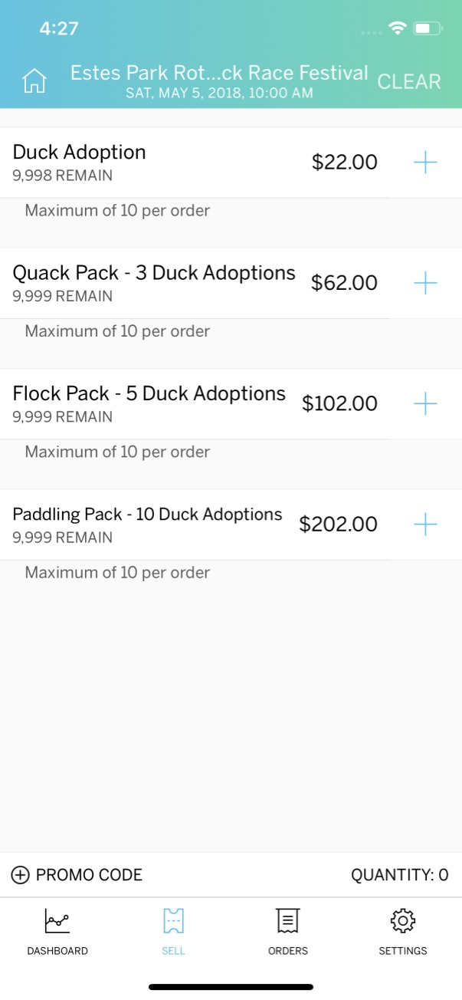 4:27
Estes Park Rot...ck Race Festival
CLEAR
SAT, MAY 5, 2018, 10:00 AM
Duck Adoption
$22.00
9,998 REMAIN
Maximum of 10 per order
Quack Pack - 3 Duck Adoptions
$62.00
9,999 REMAIN
Maximum of 10 per order
Flock Pack - 5 Duck Adoptions
$102.00
9,999 REMAIN
Maximum of 10 per order
Paddling Pack - 10 Duck Adoptions
$202.00
9,999 REMAIN
Maximum of 10 per order
PROMO CODE
QUANTITY: 0
DASHBOARD
SELL
ORDERS
SETTINGS